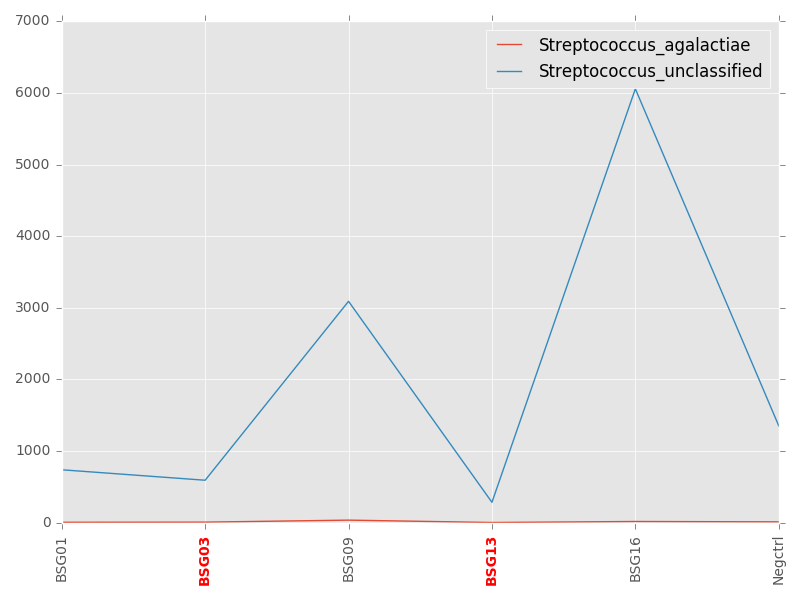 7000
6000
5000
4000
3000
2000
1000
0
Streptococcus_agalactiae
Streptococcus_unclassified
BSG01
BSG03
BSG09
BSG13
BSG16
Negctrl